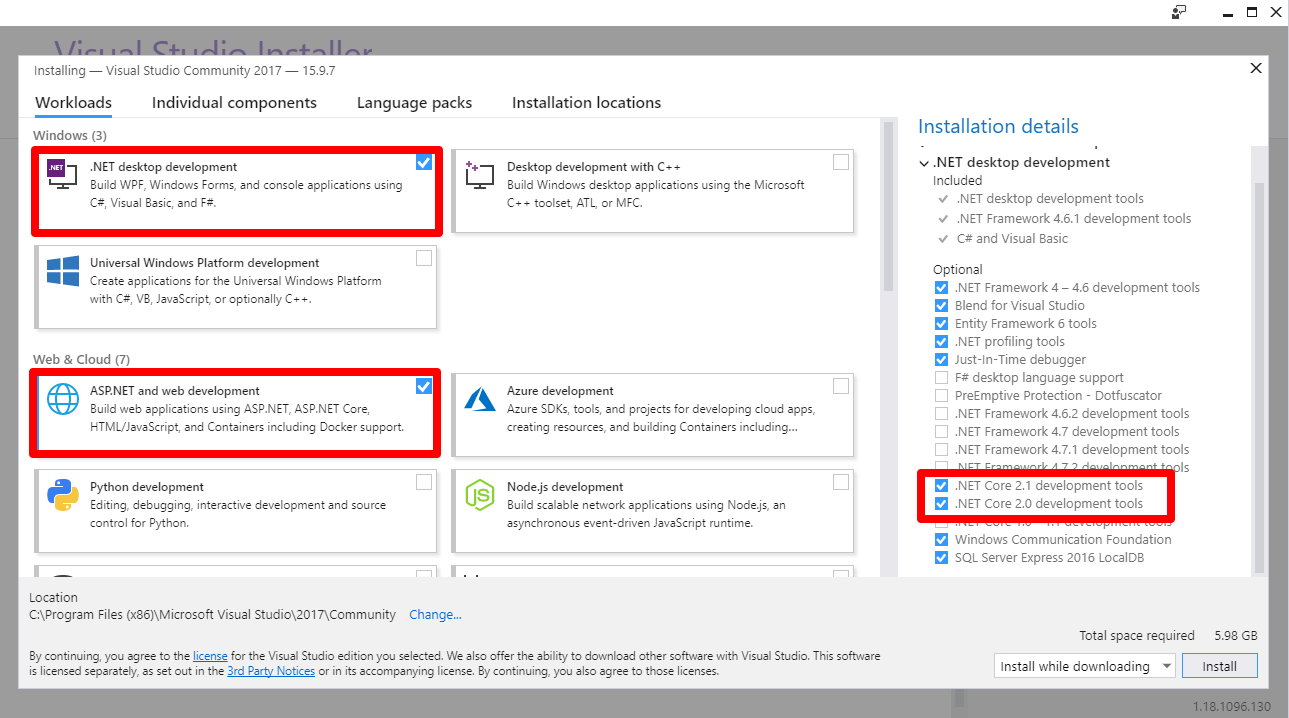 Visual Studio Installer
Installing — Visual Studio Community 2017 — 15.9.7
Workloads
Individual components
Language packs
Installation locations
Windows (3)
.NET
.NET desktop development
Build WPF, Windows Forms, and console applications using
C#, Visual Basic, and F#.
Desktop development with C++
Build Windows desktop applications using the Microsoft
C++ toolset, ATL, or MFC.
Universal Windows Platform development
Create applications for the Universal Windows Platform
with C#, VB, JavaScript, or optionally C++.
Web & Cloud (7)
ASP.NET and web development
Build web applications using ASP.NET, ASP.NET Core,
HTML/JavaScript, and Containers including Docker support.
Azure development
Azure SDKs, tools, and projects for developing cloud apps,
creating resources, and building Containers including...
Python development
Editing, debugging, interactive development and source
control for Python.
JS
Node.js development
Build scalable network applications using Node.js, an
asynchronous event-driven JavaScript runtime.
Installation details
.NET desktop development
Included
.NET desktop development tools
.NET Framework 4.6.1 development tools
C# and Visual Basic
Optional
.NET Framework 4 – 4.6 development tools
Blend for Visual Studio
Entity Framework 6 tools
.NET profiling tools
Just-In-Time debugger
F# desktop language support
PreEmptive Protection - Dotfuscator
.NET Framework 4.6.2 development tools
.NET Framework 4.7 development tools
.NET Framework 4.7.1 development tools
.NET Framework 4.7.2 development tools
.NET Core 2.1 development tools
.NET Core 2.0 development tools
.NET Core 1.0 – 1.1 development tools
Windows Communication Foundation
SQL Server Express 2016 LocalDB
Location
C:\Program Files (x86)\Microsoft Visual Studio\2017\Community Change...
Total space required 5.98 GB
By continuing, you agree to the license for the Visual Studio edition you selected. We also offer the ability to download other software with Visual Studio. This software
is licensed separately, as set out in the 3rd Party Notices or in its accompanying license. By continuing, you also agree to those licenses.
Install while downloading
Install
1.18.1096.130